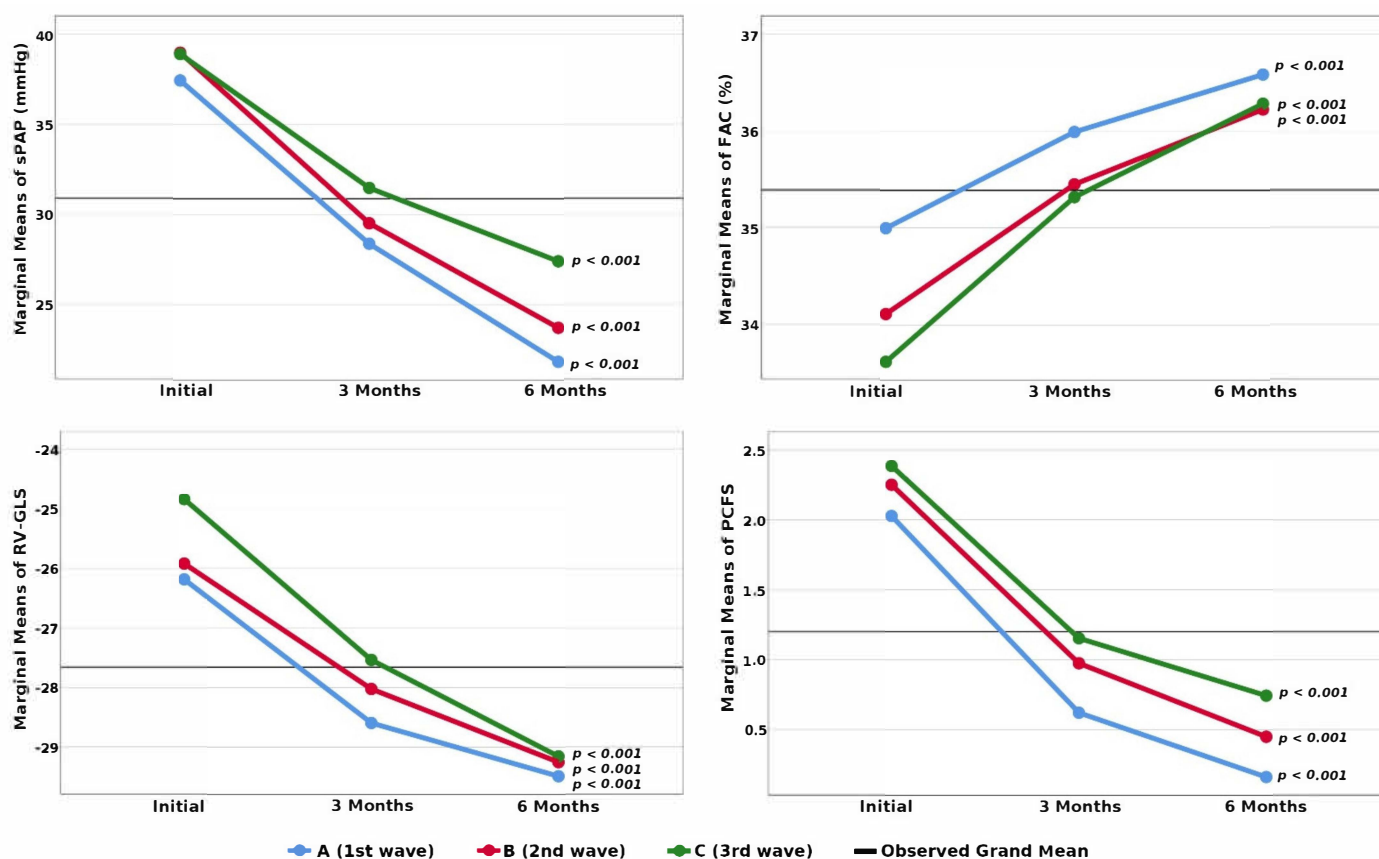 Marginal Means of sPAP (mmHg)
40
35
30
25
p < 0.001
p < 0.001
p < 0.001
Initial 3 Months 6 Months
Marginal Means of FAC (%)
37
36
35
34
p < 0.001
p < 0.001
p < 0.001
Initial 3 Months 6 Months
Marginal Means of RV-GLS
-24
-25
-26
-27
-28
-29
p < 0.001
p < 0.001
p < 0.001
Initial 3 Months 6 Months
Marginal Means of PCFS
2.5
2.0
1.5
1.0
0.5
p < 0.001
p < 0.001
p < 0.001
Initial 3 Months 6 Months
A (1st wave) B (2nd wave) C (3rd wave) Observed Grand Mean